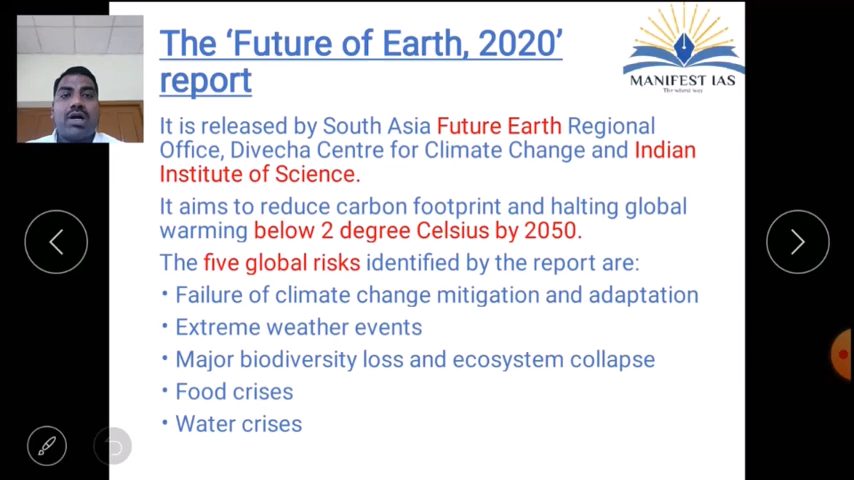 The ‘Future of Earth, 2020’
report
MANIFEST IAS
It is released by South Asia Future Earth Regional
Office, Divecha Centre for Climate Change and Indian
Institute of Science.
It aims to reduce carbon footprint and halting global
warming below 2 degree Celsius by 2050.
The five global risks identified by the report are:
• Failure of climate change mitigation and adaptation
• Extreme weather events
• Major biodiversity loss and ecosystem collapse
• Food crises
• Water crises